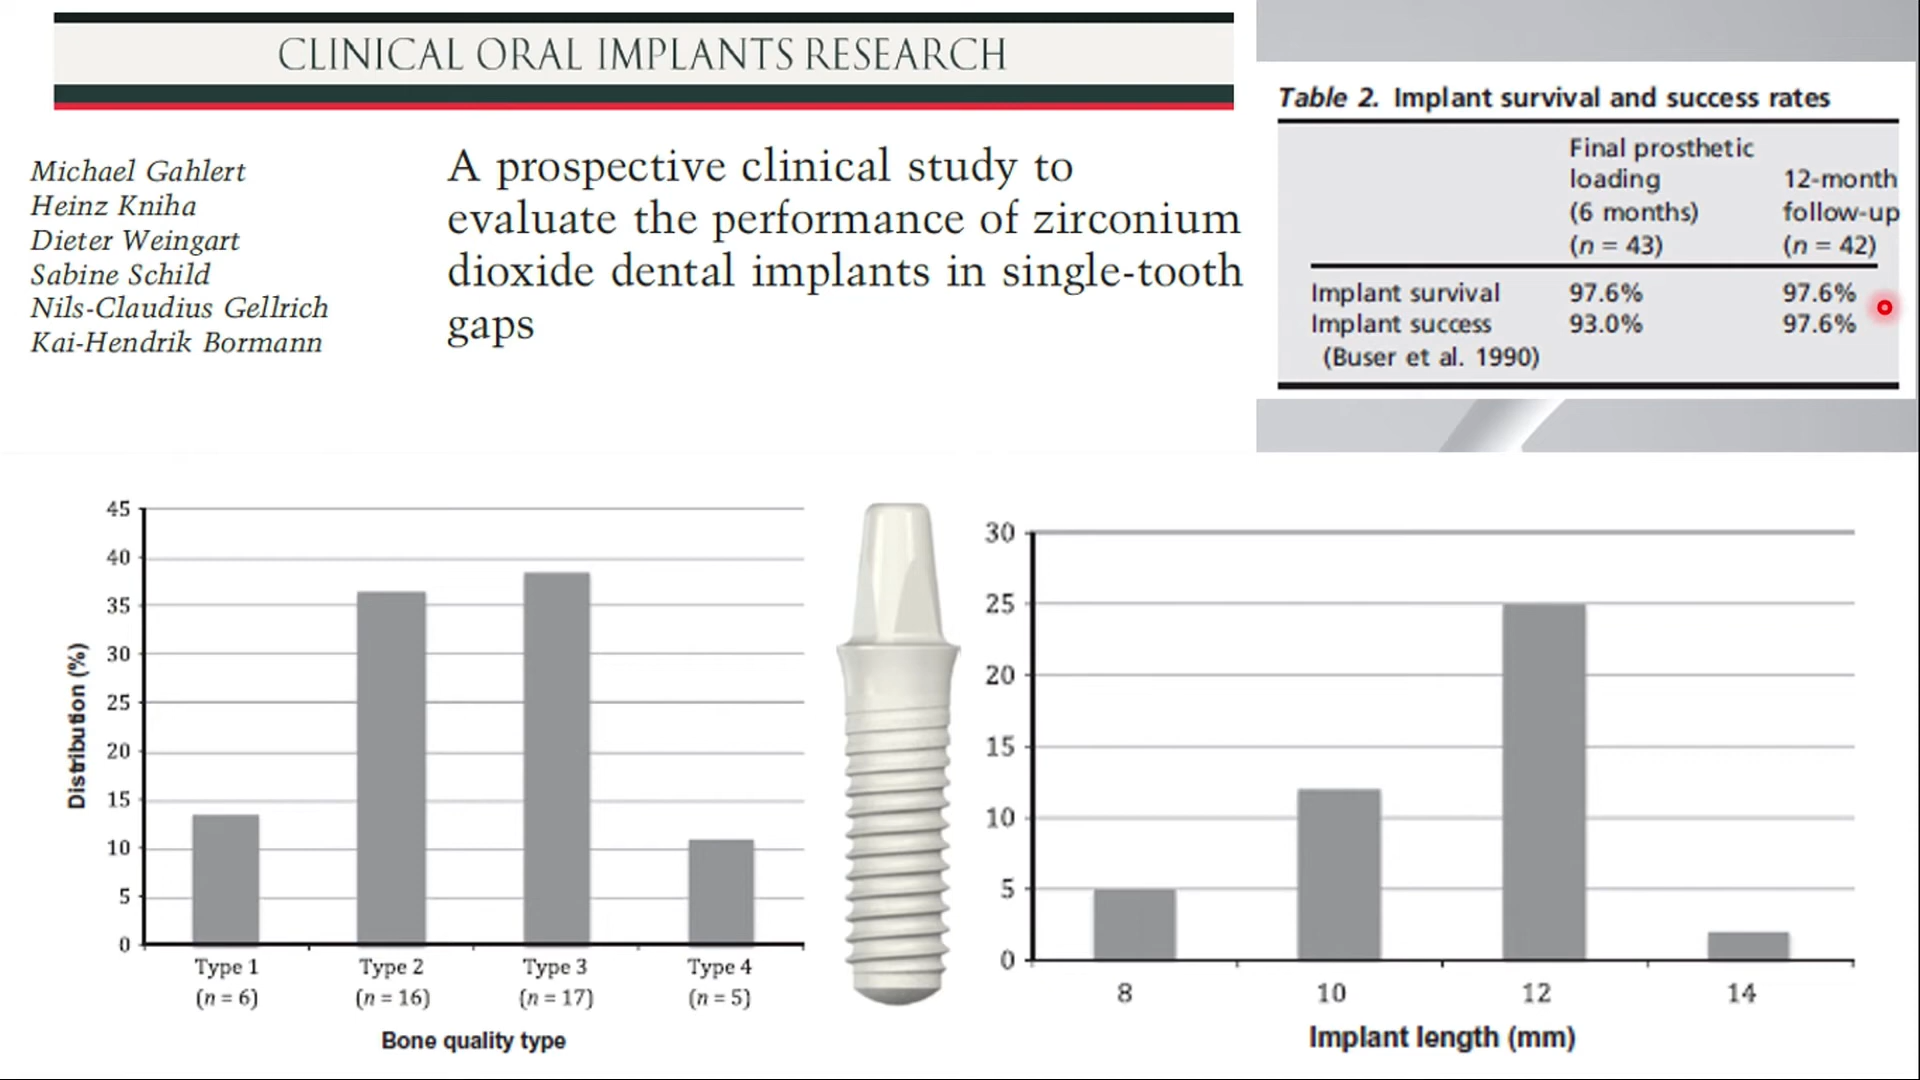 CLINICAL ORAL IMPLANTS RESEARCH
Michael Gahlert
Heinz Kniha
Dieter Weingart
Sabine Schild
Nils-Claudius Gellrich
Kai-Hendrik Bormann
A prospective clinical study to
evaluate the performance of zirconium
dioxide dental implants in single-tooth
gaps
Table 2. Implant survival and success rates
Final prosthetic
loading 12-month
(6 months) follow-up
(n = 43) (n = 42)
Implant survival 97.6% 97.6%
Implant success 93.0% 97.6%
(Buser et al. 1990)
45
40
35
30
25
20
15
10
5
0
Distribution (%)
Type 1 Type 2 Type 3 Type 4
(n = 6) (n = 16) (n = 17) (n = 5)
Bone quality type
30
25
20
15
10
5
0
8 10 12 14
Implant length (mm)